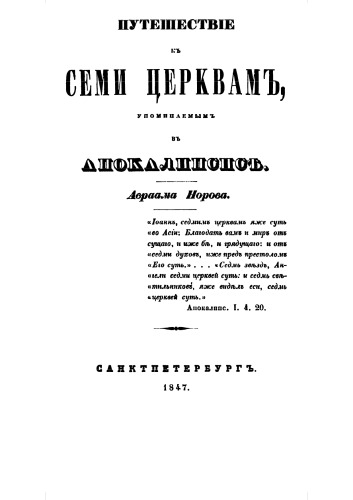 ПУТЕШЕСТВІЕ
КЪ
СЕМИ ЦЕРКВАМЪ,
УПОМИНАЕМЫМЪ
ВЪ
АПОКАЛИПСИСѢ.
Авраама Норова.
«Іоаннъ, седмимъ церквамъ яже суть
«во Асіи; Благодать вамъ и миръ отъ
сущаго, и иже бѣ, и грядущаго: и отъ
«седми духовъ, иже предъ престоломъ
«Его суть.» . . . «Седмь звѣздъ, Ан-
«гели седми церквей суть: и седмь свѣ-
«тильниковъ, яже видѣлъ еси, седмь
«церквей суть.»
Апокалипс. I. 4. 20.
САНКТПЕТЕРБУРГЪ.
1847.